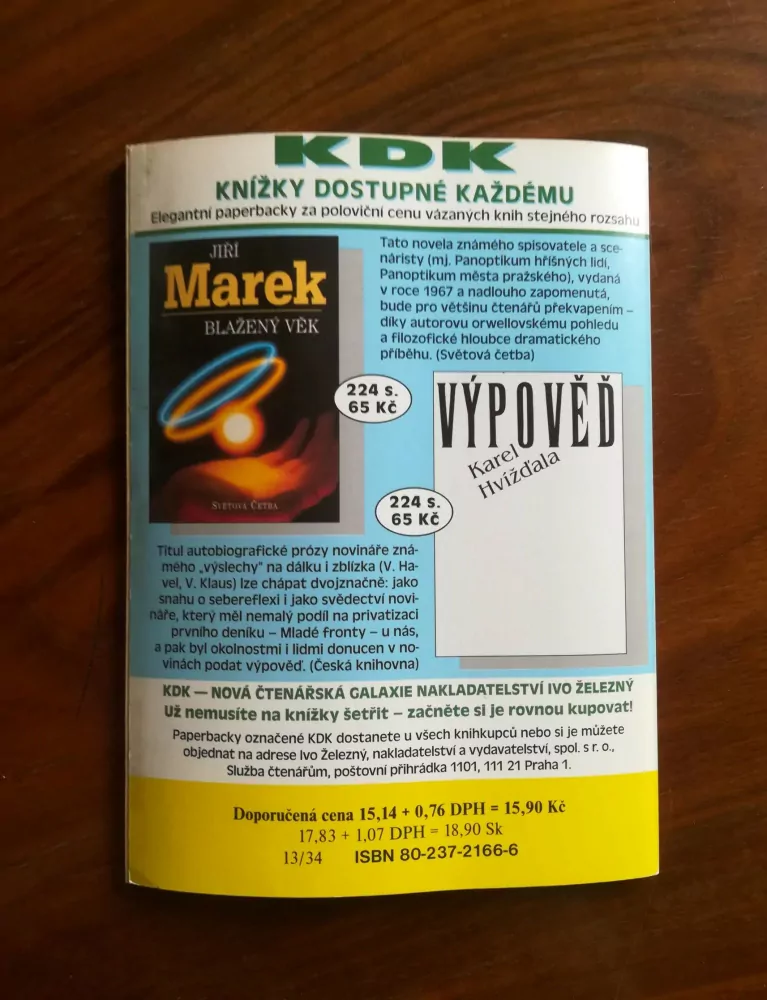 KDK
KNÍŽKY DOSTUPNÉ KAŽDÉMU
Elegantní paperbacky za poloviční cenu vázaných knih stejného rozsahu
JIŘÍ
Marek
BLAŽENÝ VĚK
SVĚTOVÁ ČETBA
Tato novela známého spisovatele a sce-
náristy (mj. Panoptikum hříšných lidí,
Panoptikum města pražského), vydaná
v roce 1967 a nadlouho zapomenutá,
bude pro většinu čtenářů překvapením –
díky autorovu orwellovskému pohledu
a filozofické hloubce dramatického
příběhu. (Světová četba)
224 s.
65 Kč
VÝPOVĚĎ
Karel
Hvížďala
224 s.
65 Kč
Titul autobiografické prózy novináře zná-
mého „výslechy" na dálku i zblízka (V. Ha-
vel, V. Klaus) lze chápat dvojznačně: jako
snahu o sebereflexi i jako svědectví novi-
náře, který měl nemalý podíl na privatizaci
prvního deníku – Mladé fronty – u nás,
a pak byl okolnostmi i lidmi donucen v no-
vinách podat výpověď. (Česká knihovna)
KDK — NOVÁ ČTENÁŘSKÁ GALAXIE NAKLADATELSTVÍ IVO ŽELEZNÝ
Už nemusíte na knížky šetřit – začněte si je rovnou kupovat!
Paperbacky označené KDK dostanete u všech knihkupců nebo si je můžete
objednat na adrese Ivo Železný, nakladatelství a vydavatelství, spol. s r. o.,
Služba čtenářům, poštovní přihrádka 1101, 111 21 Praha 1.
Doporučená cena 15,14 + 0,76 DPH = 15,90 Kč
17,83 + 1,07 DPH = 18,90 Sk
13/34 ISBN 80-237-2166-6